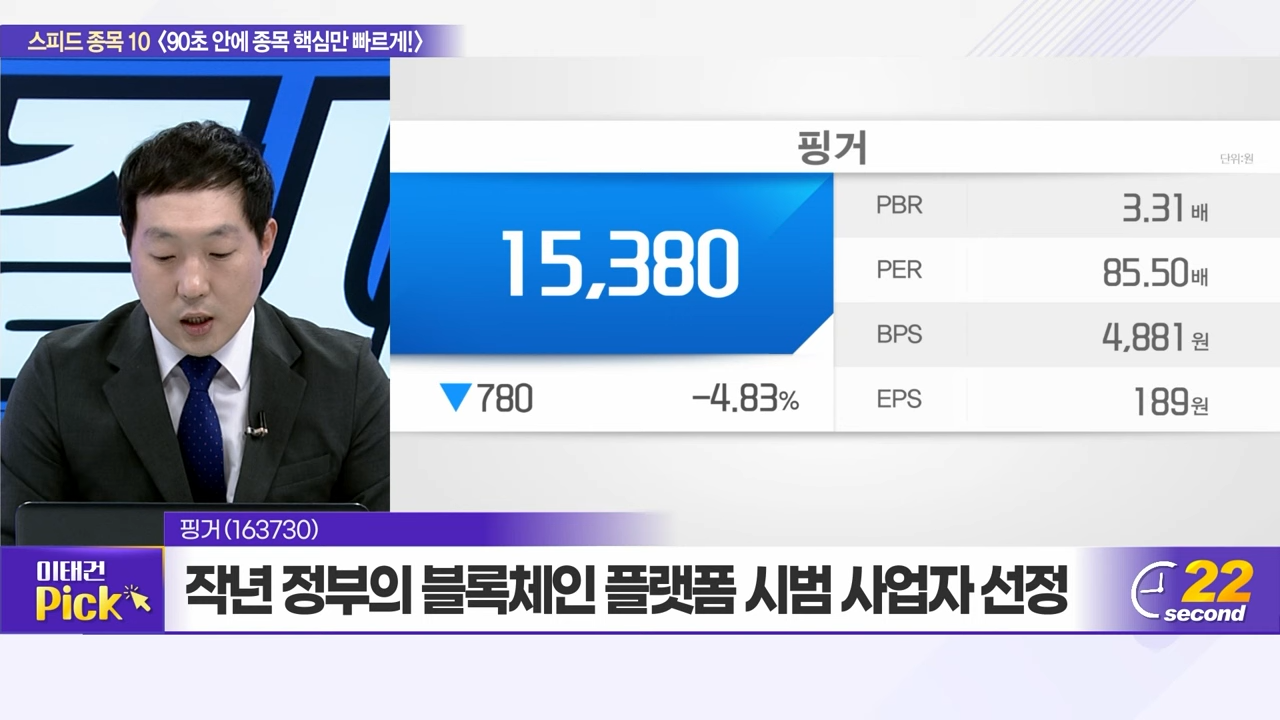 스피드 종목 10 〈90초 안에 종목 핵심만 빠르게!〉
핑거
단위:원
15,380
▼780 -4.83%
PBR 3.31배
PER 85.50배
BPS 4,881원
EPS 189원
핑거(163730)
이태건
Pick
작년 정부의 블록체인 플랫폼 시범 사업자 선정
22
second